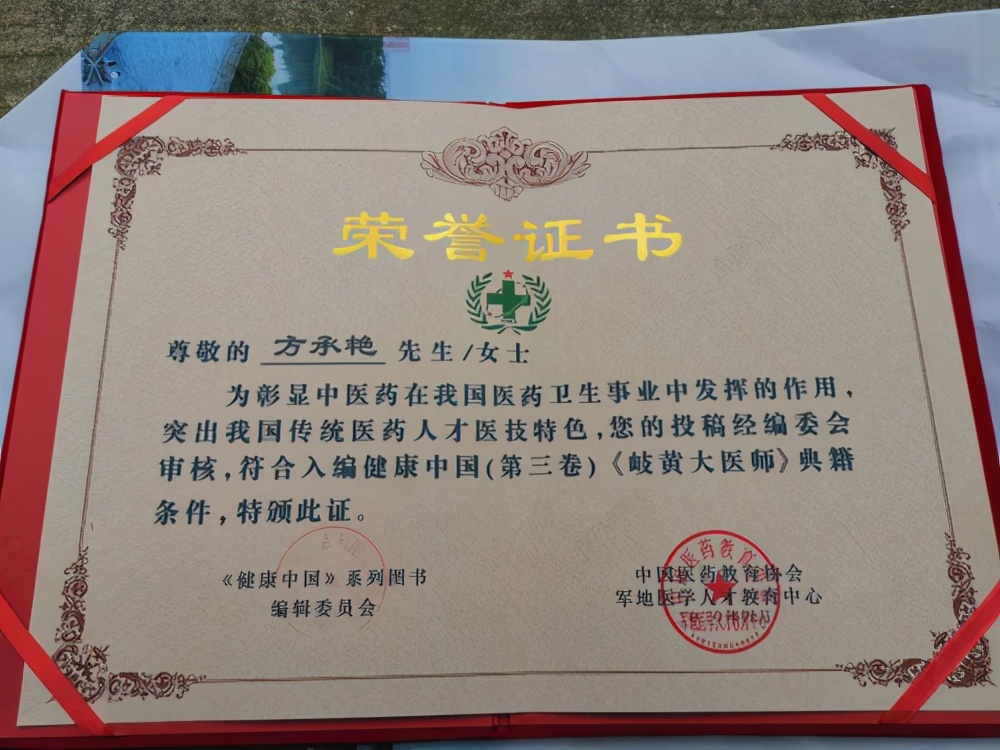 荣誉证书
尊敬的 方承艳 先生/女士
为彰显中医药在我国医药卫生事业中发挥的作用,
突出我国传统医药人才医技特色,您的投稿经编委会
审核,符合入编健康中国(第三卷)《岐黄大医师》典籍
条件,特颁此证。
《健康中国》系列图书
编辑委员会
中国医药教育协会
军地医学人才教育中心